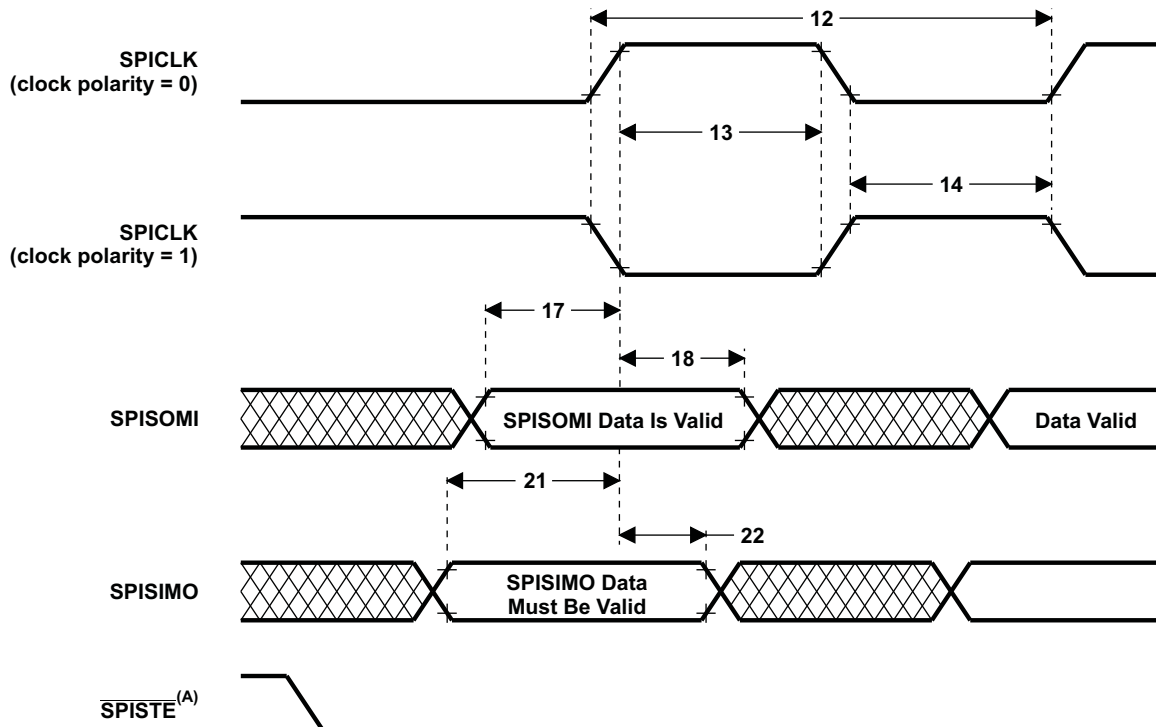 12
SPICLK
(clock polarity = 0)
13
14
SPICLK
(clock polarity = 1)
17
18
SPISOMI
SPISOMI Data Is Valid
Data Valid
21
22
SPISIMO
SPISIMO Data
Must Be Valid
SPISTE(A)